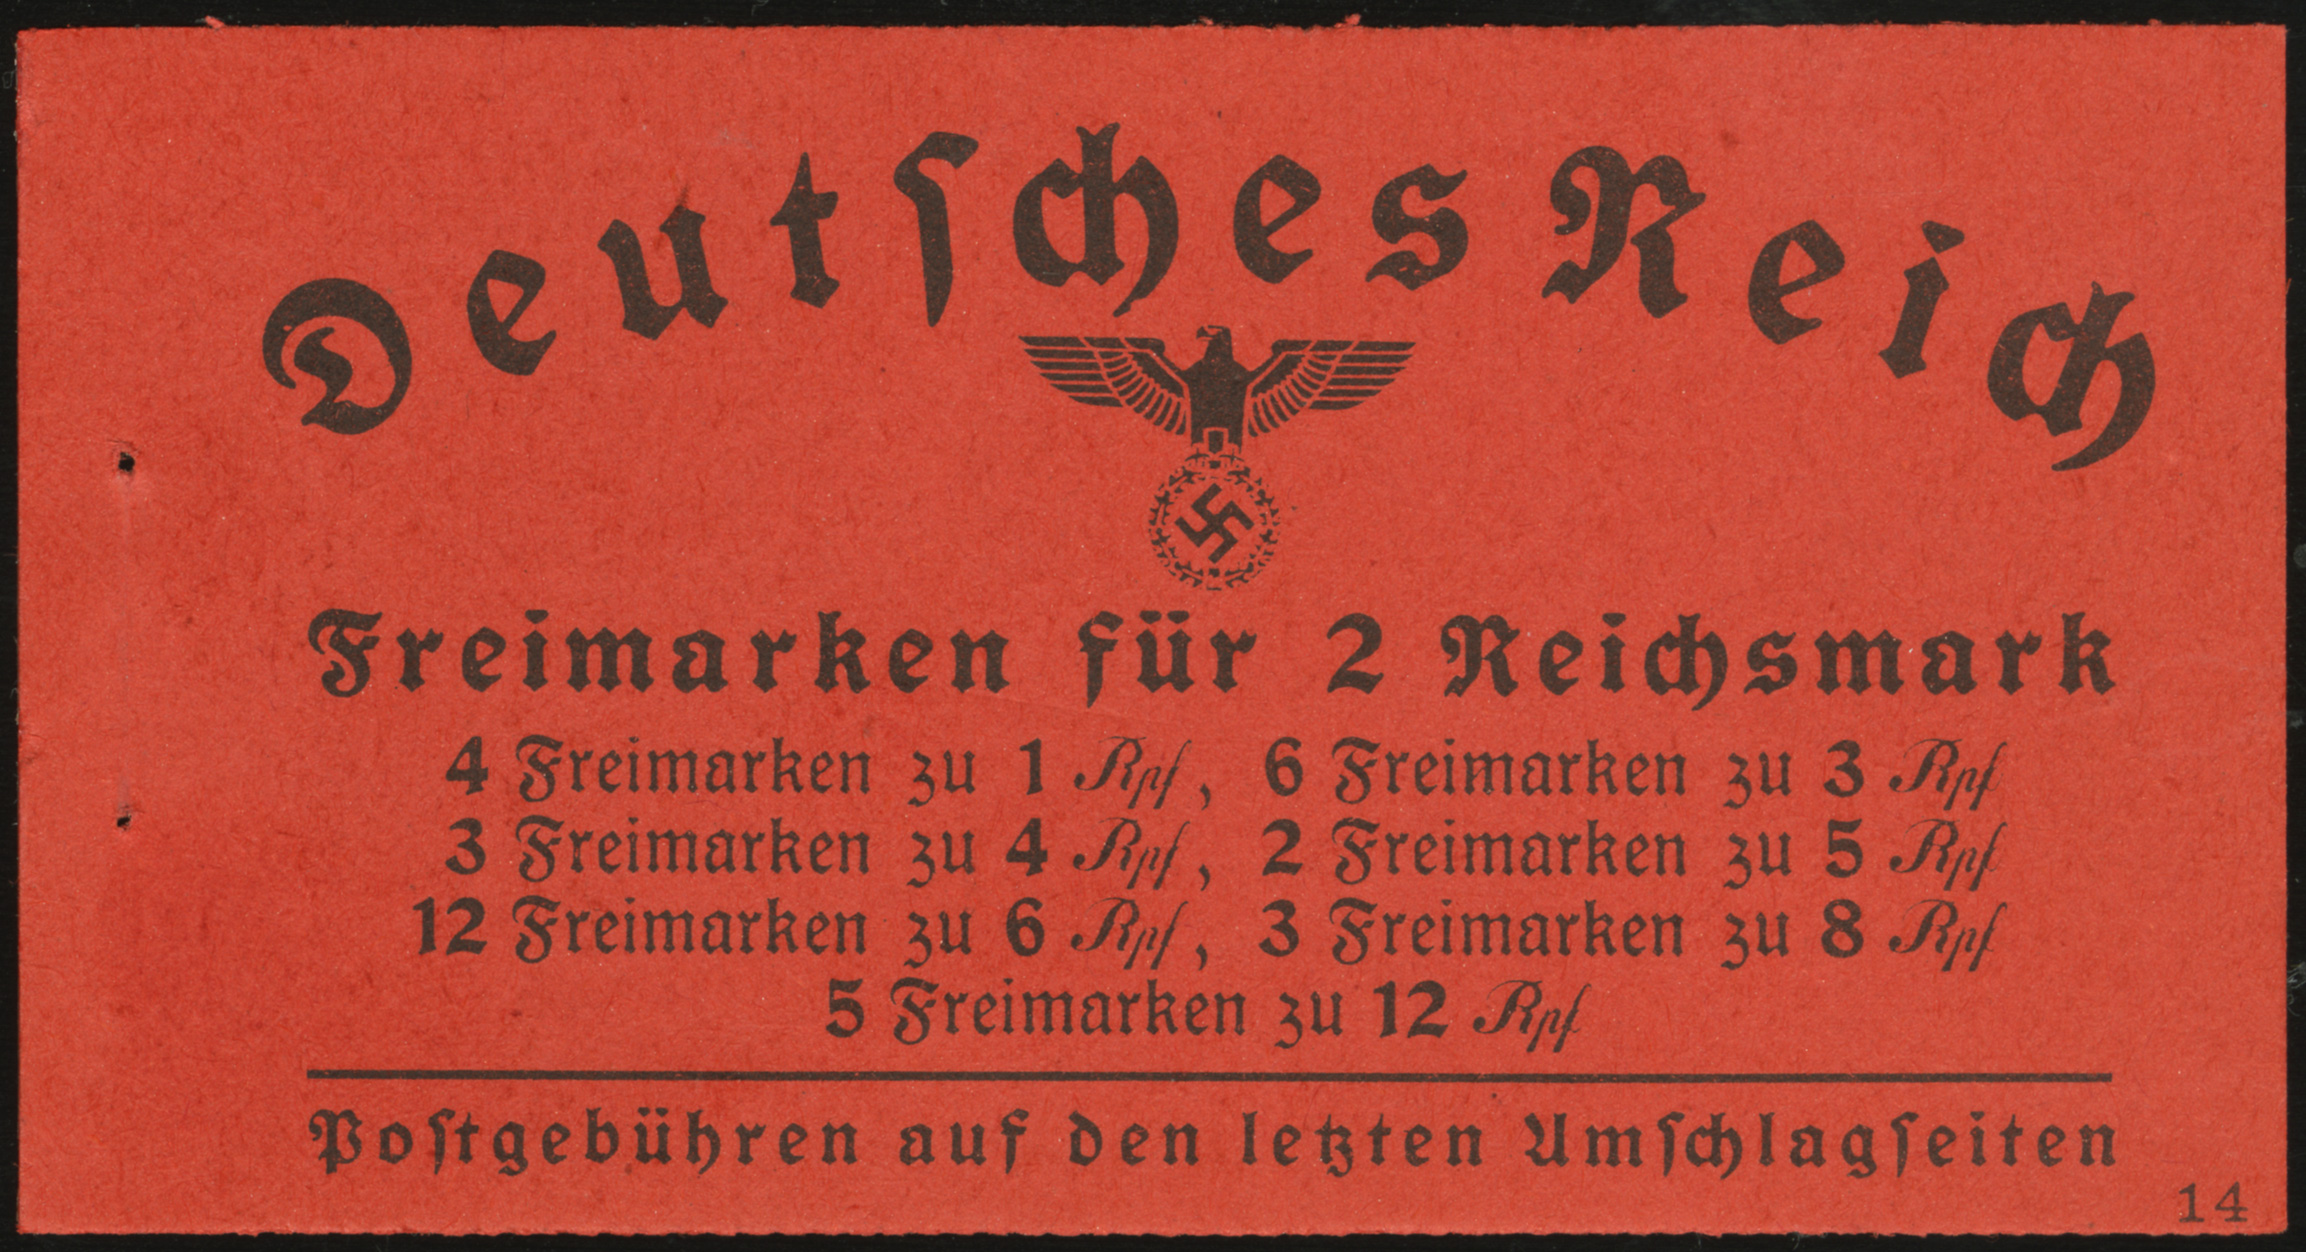 Deutſches Reich
Freimarken für 2 Reichsmark
4 Freimarken zu 1 Rpf, 6 Freimarken zu 3 Rpf
3 Freimarken zu 4 Rpf, 2 Freimarken zu 5 Rpf
12 Freimarken zu 6 Rpf, 3 Freimarken zu 8 Rpf
5 Freimarken zu 12 Rpf
Poſtgebühren auf den letzten Umſchlagſeiten
14